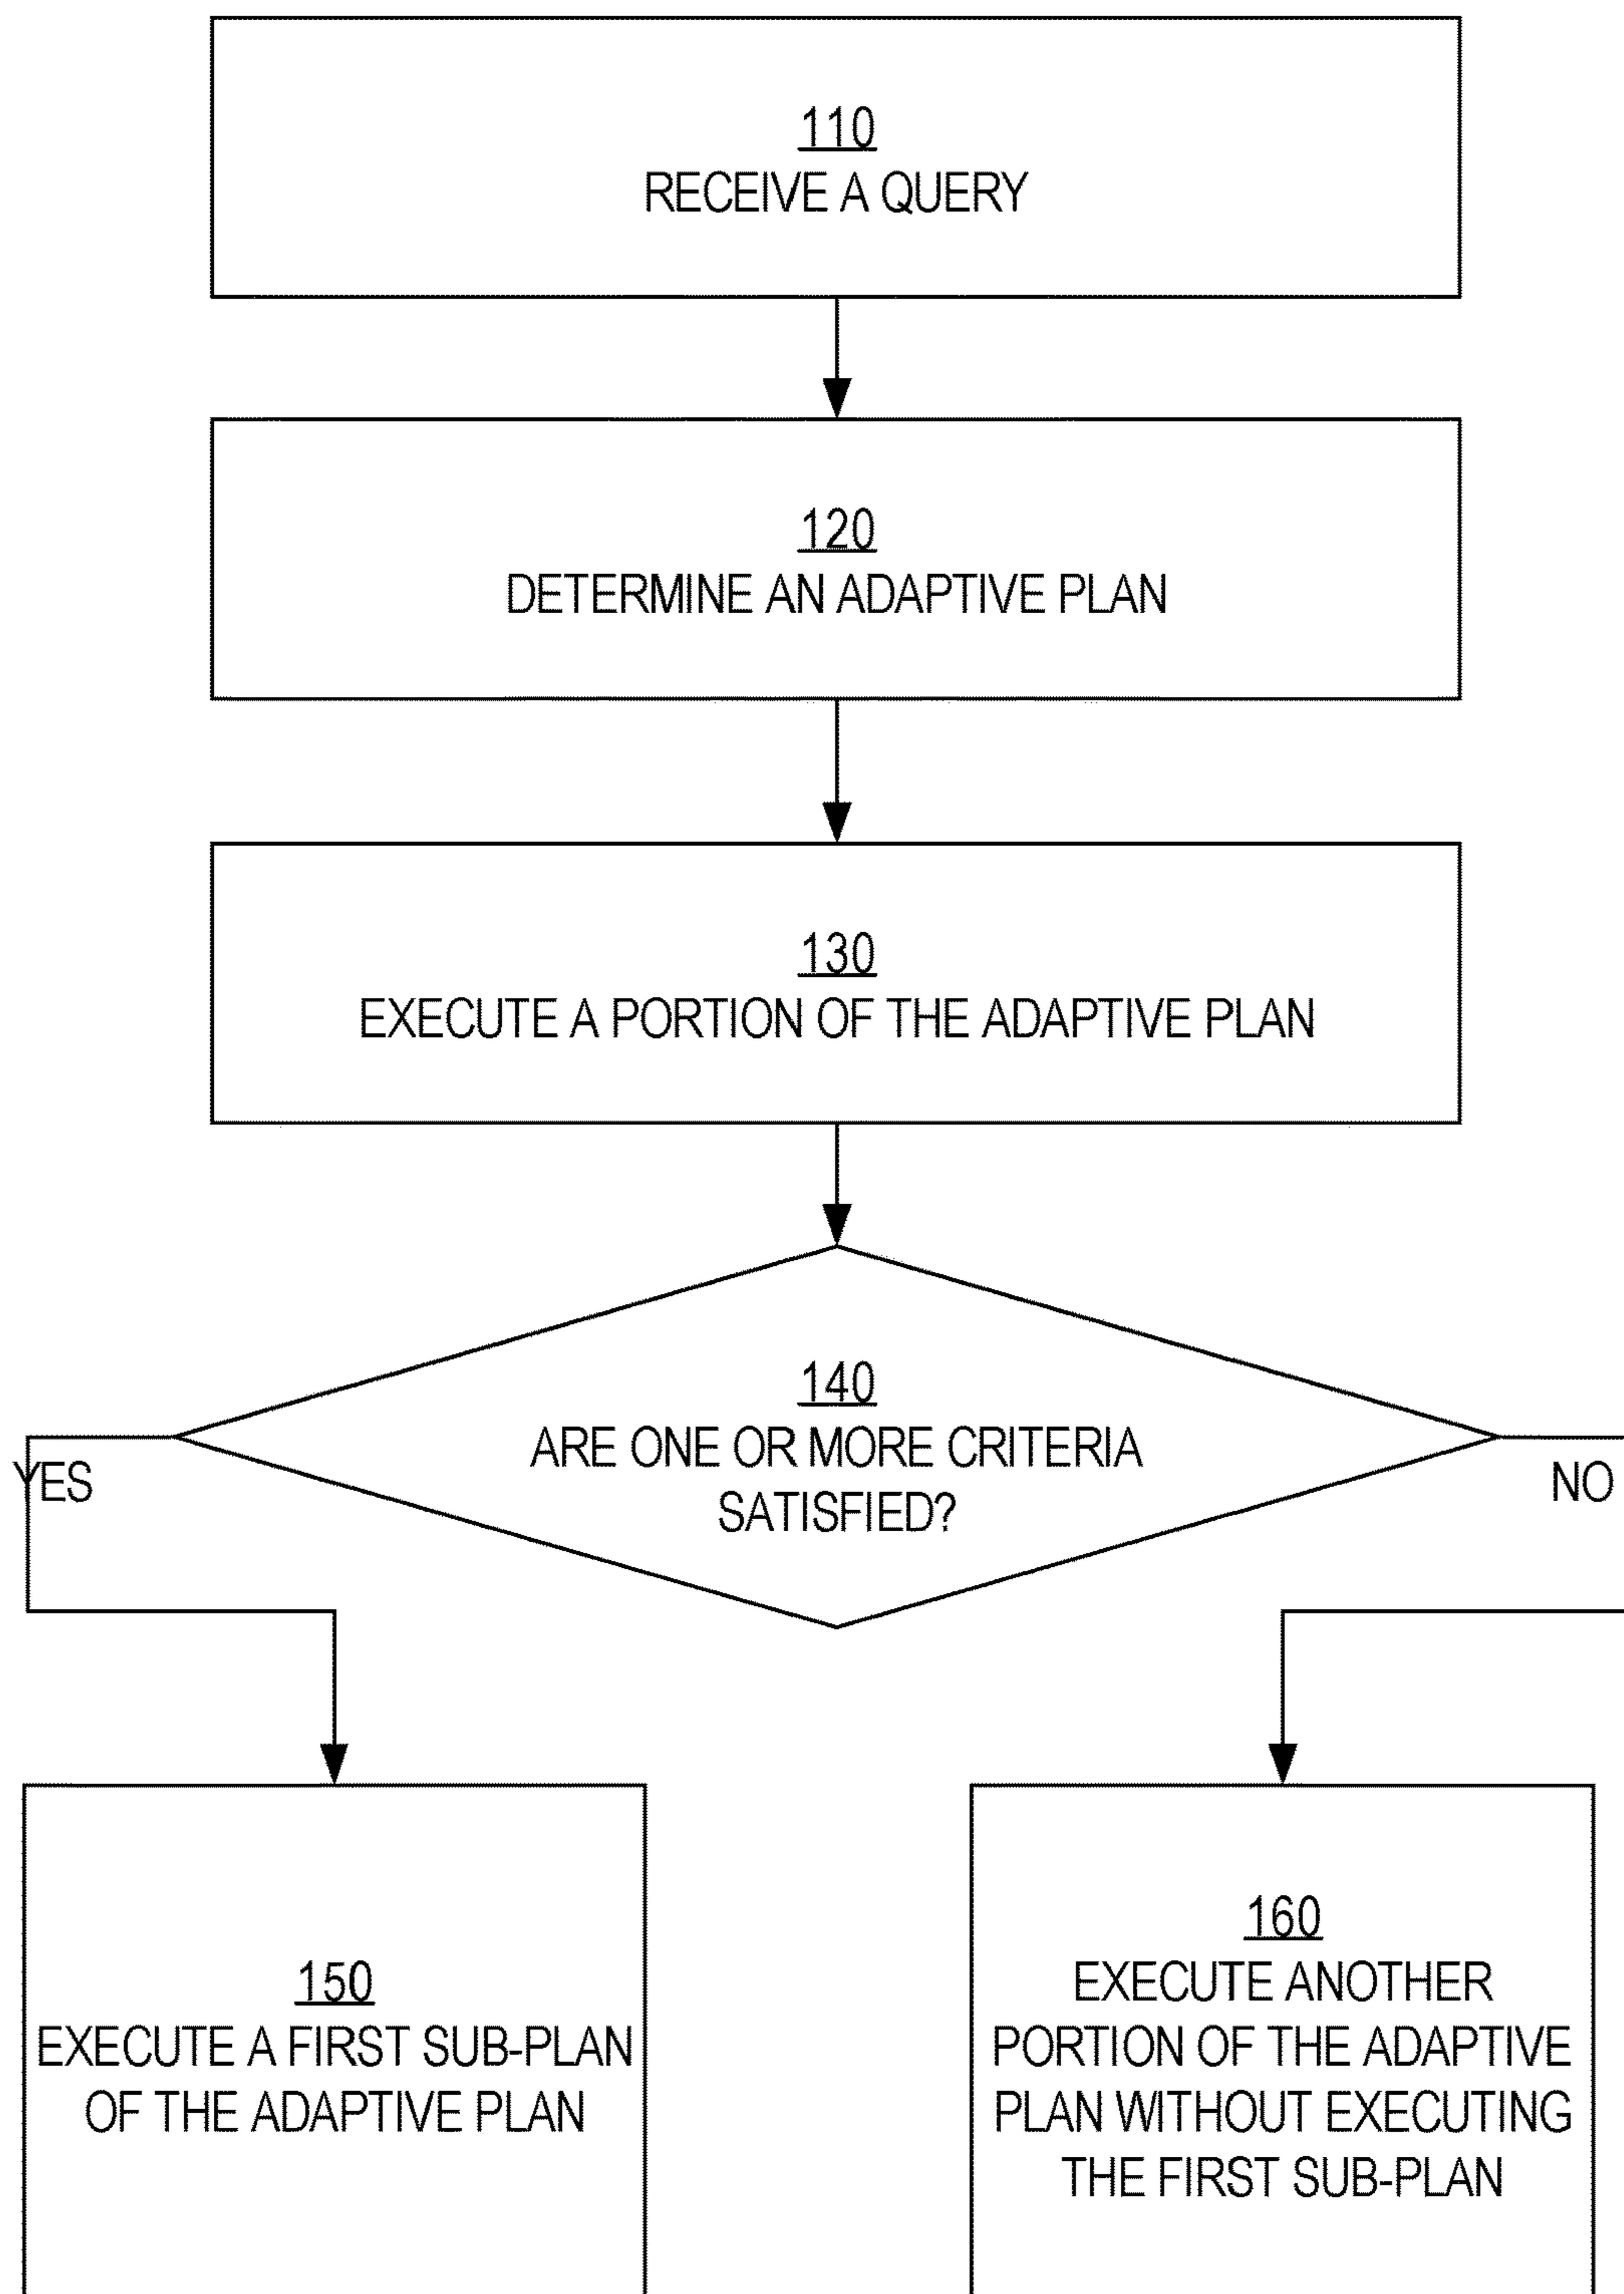 110
RECEIVE A QUERY
120
DETERMINE AN ADAPTIVE PLAN
130
EXECUTE A PORTION OF THE ADAPTIVE PLAN
140
ARE ONE OR MORE CRITERIA
SATISFIED?
YES
NO
150
EXECUTE A FIRST SUB-PLAN
OF THE ADAPTIVE PLAN
160
EXECUTE ANOTHER
PORTION OF THE ADAPTIVE
PLAN WITHOUT EXECUTING
THE FIRST SUB-PLAN